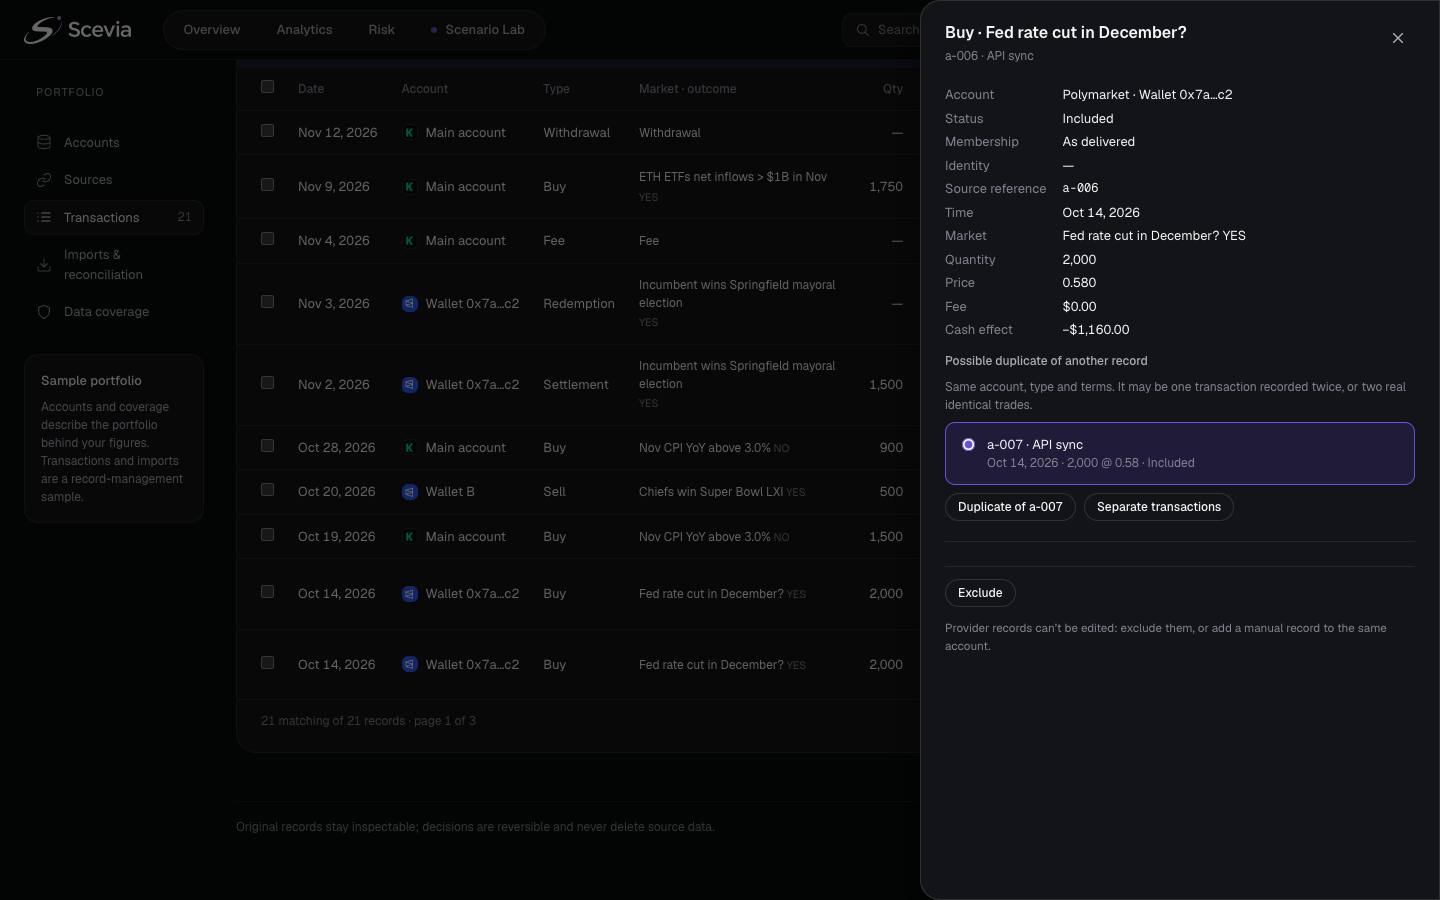 Scevia
Overview
Analytics
Risk
Scenario Lab
Search
PORTFOLIO
Accounts
Sources
Transactions 21
Imports &
reconciliation
Data coverage
Sample portfolio
Accounts and coverage
describe the portfolio
behind your figures.
Transactions and imports
are a record-management
sample.
Date Account Type Market · outcome Qty
Nov 12, 2026 K Main account Withdrawal Withdrawal —
Nov 9, 2026 K Main account Buy ETH ETFs net inflows > $1B in Nov 1,750
YES
Nov 4, 2026 K Main account Fee Fee —
Nov 3, 2026 Wallet 0x7a…c2 Redemption Incumbent wins Springfield mayoral —
election
YES
Nov 2, 2026 Wallet 0x7a…c2 Settlement Incumbent wins Springfield mayoral 1,500
election
YES
Oct 28, 2026 K Main account Buy Nov CPI YoY above 3.0% NO 900
Oct 20, 2026 Wallet B Sell Chiefs win Super Bowl LXI YES 500
Oct 19, 2026 K Main account Buy Nov CPI YoY above 3.0% NO 1,500
Oct 14, 2026 Wallet 0x7a…c2 Buy Fed rate cut in December? YES 2,000
Oct 14, 2026 Wallet 0x7a…c2 Buy Fed rate cut in December? YES 2,000
21 matching of 21 records · page 1 of 3
Original records stay inspectable; decisions are reversible and never delete source data.
Buy · Fed rate cut in December?
a-006 · API sync
Account Polymarket · Wallet 0x7a…c2
Status Included
Membership As delivered
Identity —
Source reference a-006
Time Oct 14, 2026
Market Fed rate cut in December? YES
Quantity 2,000
Price 0.580
Fee $0.00
Cash effect −$1,160.00
Possible duplicate of another record
Same account, type and terms. It may be one transaction recorded twice, or two real
identical trades.
a-007 · API sync
Oct 14, 2026 · 2,000 @ 0.58 · Included
Duplicate of a-007
Separate transactions
Exclude
Provider records can't be edited: exclude them, or add a manual record to the same
account.